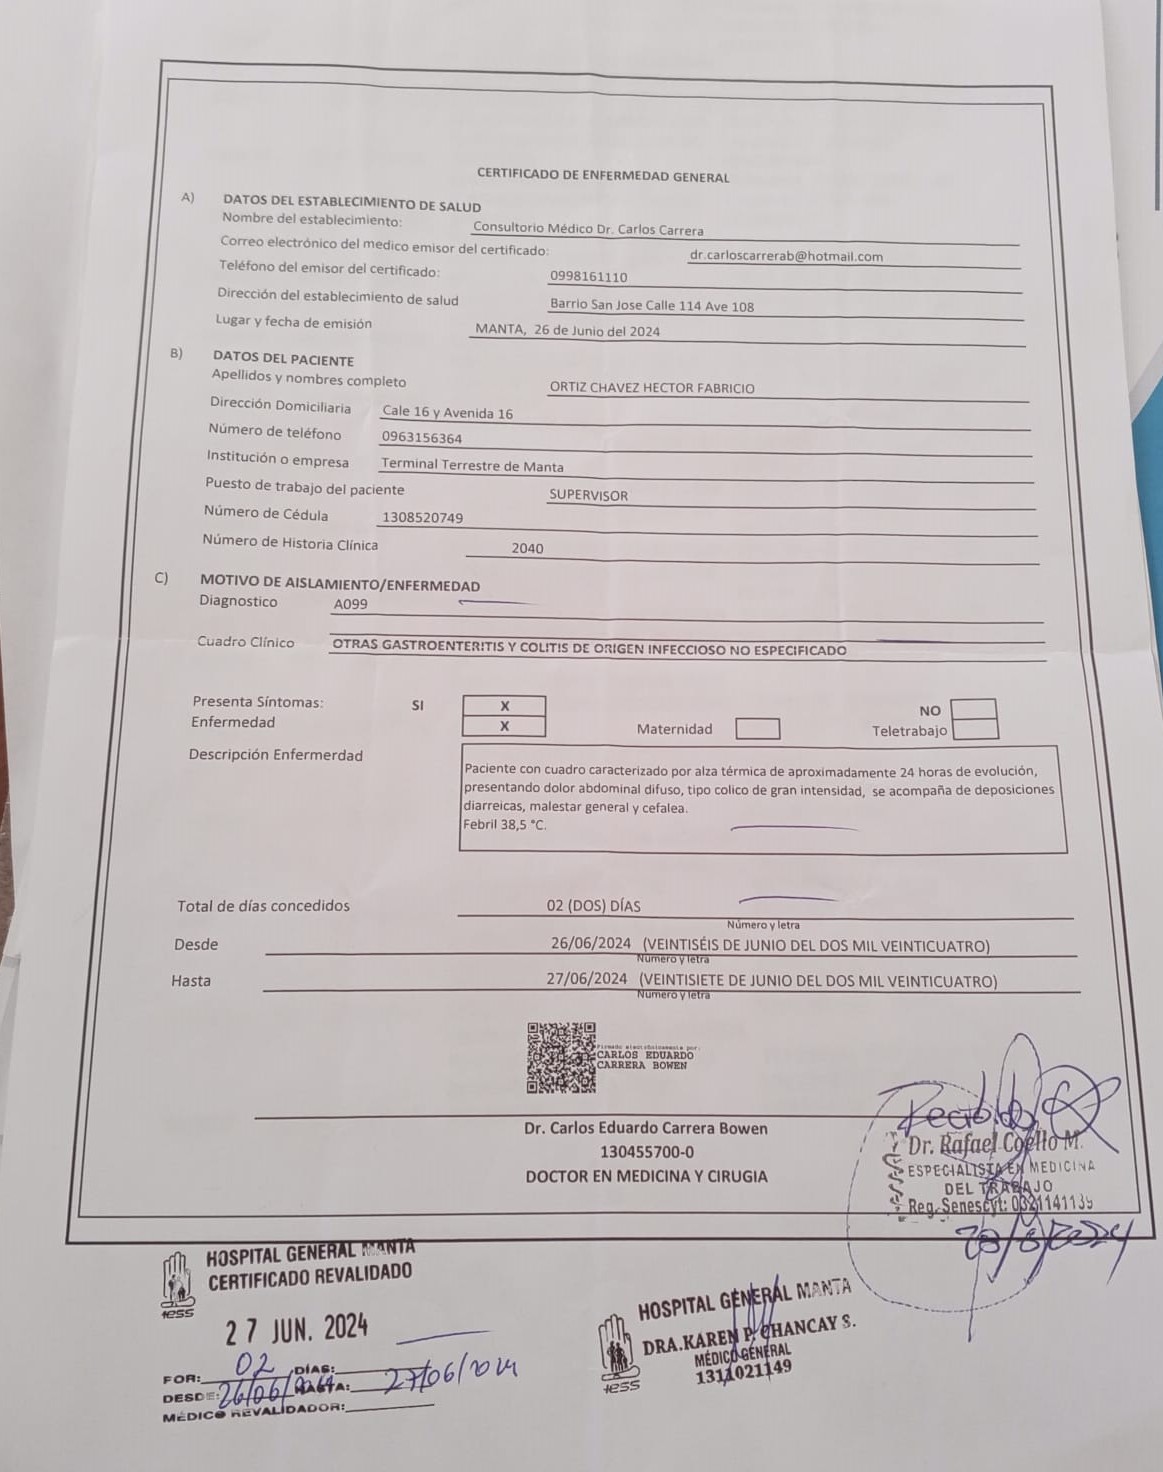 CERTIFICADO DE ENFERMEDAD GENERAL
A) DATOS DEL ESTABLECIMIENTO DE SALUD
Nombre del establecimiento: Consultorio Médico Dr. Carlos Carrera
Correo electrónico del medico emisor del certificado: dr.carloscarrerab@hotmail.com
Teléfono del emisor del certificado: 0998161110
Dirección del establecimiento de salud Barrio San Jose Calle 114 Ave 108
Lugar y fecha de emisión MANTA, 26 de Junio del 2024
B) DATOS DEL PACIENTE
Apellidos y nombres completo ORTIZ CHAVEZ HECTOR FABRICIO
Dirección Domiciliaria Cale 16 y Avenida 16
Número de teléfono 0963156364
Institución o empresa Terminal Terrestre de Manta
Puesto de trabajo del paciente SUPERVISOR
Número de Cédula 1308520749
Número de Historia Clínica 2040
C) MOTIVO DE AISLAMIENTO/ENFERMEDAD
Diagnostico A099
Cuadro Clínico OTRAS GASTROENTERITIS Y COLITIS DE ORIGEN INFECCIOSO NO ESPECIFICADO
Presenta Síntomas: SI X NO
Enfermedad X Maternidad Teletrabajo
Descripción Enfermerdad
Paciente con cuadro caracterizado por alza térmica de aproximadamente 24 horas de evolución,
presentando dolor abdominal difuso, tipo colico de gran intensidad, se acompaña de deposiciones
diarreicas, malestar general y cefalea.
Febril 38,5 °C.
Total de días concedidos 02 (DOS) DÍAS
Número y letra
Desde 26/06/2024 (VEINTISÉIS DE JUNIO DEL DOS MIL VEINTICUATRO)
Número y letra
Hasta 27/06/2024 (VEINTISIETE DE JUNIO DEL DOS MIL VEINTICUATRO)
Número y letra
Firmado electrónicamente por:
CARLOS EDUARDO
CARRERA BOWEN
Dr. Carlos Eduardo Carrera Bowen
130455700-0
DOCTOR EN MEDICINA Y CIRUGIA
Recibido
Dr. Rafael Coello M.
ESPECIALISTA EN MEDICINA
DEL TRABAJO
Reg. Senescyt:
HOSPITAL GENERAL MANTA
CERTIFICADO REVALIDADO
iess
27 JUN. 2024
FOR: 02 DÍAS:
DESDE: 26/06/2024 HASTA: 27/06/2024
MÉDICO REVALIDADOR:
HOSPITAL GENERAL MANTA
DRA. KAREN P. CHANCAY S.
MÉDICO GENERAL
1311021149
iess